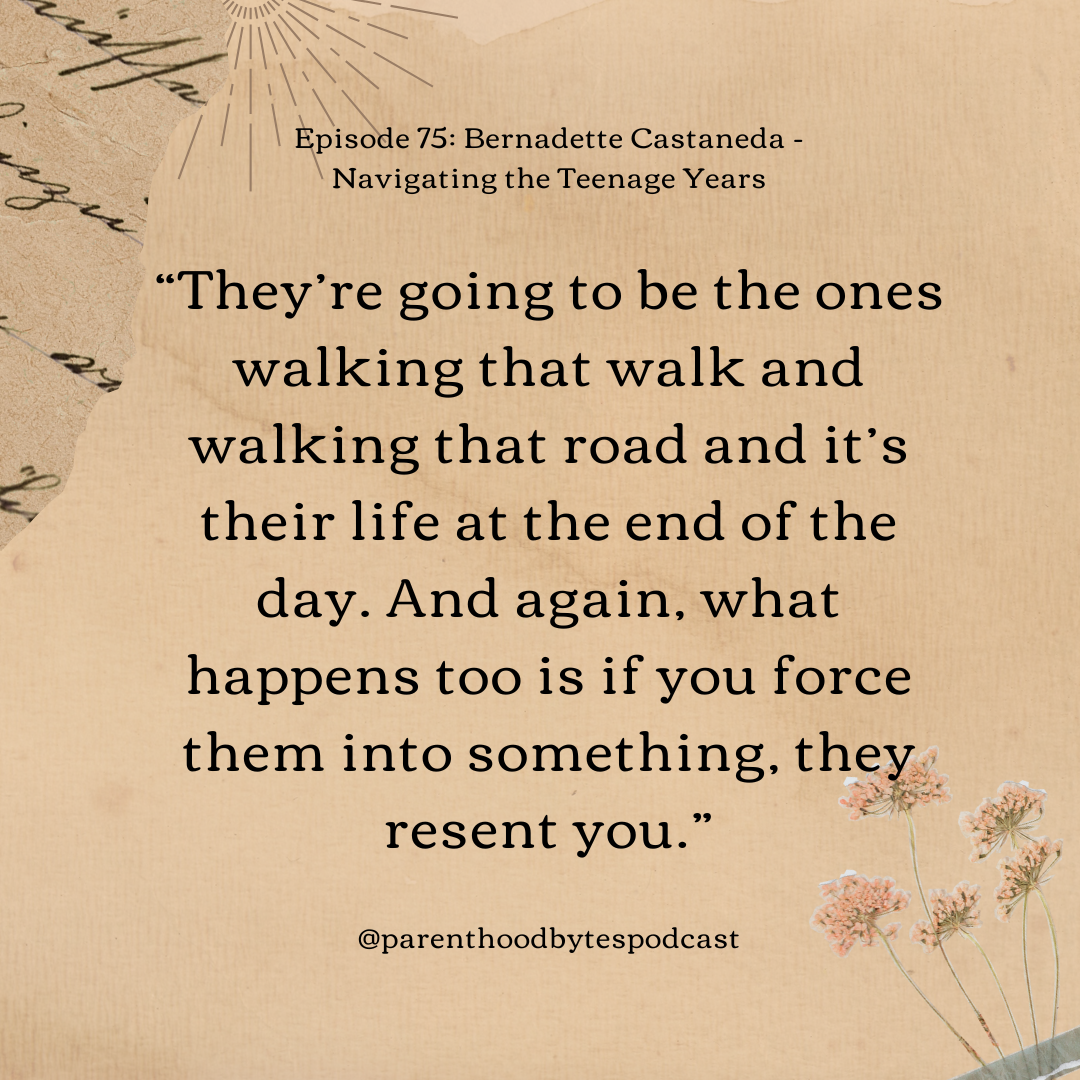 Episode 75: Bernadette Castaneda -
Navigating the Teenage Years
“They’re going to be the ones
walking that walk and
walking that road and it’s
their life at the end of the
day. And again, what
happens too is if you force
them into something, they
resent you.”
@parenthoodbytespodcast